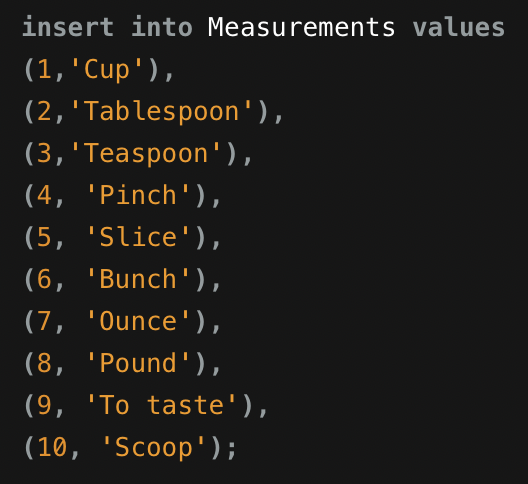 insert into Measurements values
(1,'Cup'),
(2,'Tablespoon'),
(3,'Teaspoon'),
(4, 'Pinch'),
(5, 'Slice'),
(6, 'Bunch'),
(7, 'Ounce'),
(8, 'Pound'),
(9, 'To taste'),
(10, 'Scoop');